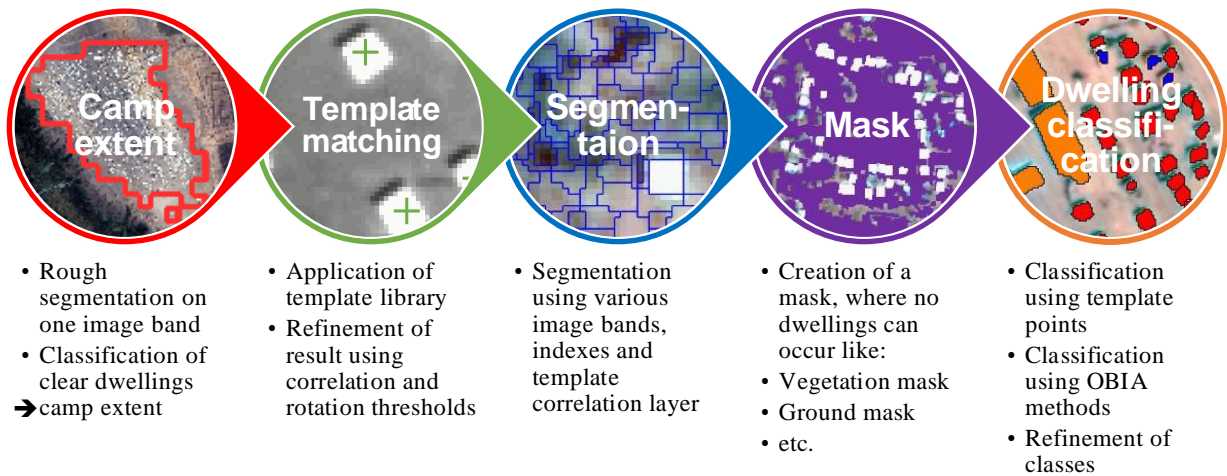 Camp
extent
Template
matching
Segmen-
taion
Mask
Dwelling
classifi-
cation
• Rough
segmentation on
one image band
• Classification of
clear dwellings
➔camp extent
• Application of
template library
• Refinement of
result using
correlation and
rotation thresholds
• Segmentation
using various
image bands,
indexes and
template
correlation layer
• Creation of a
mask, where no
dwellings can
occur like:
• Vegetation mask
• Ground mask
• etc.
• Classification
using template
points
• Classification
using OBIA
methods
• Refinement of
classes